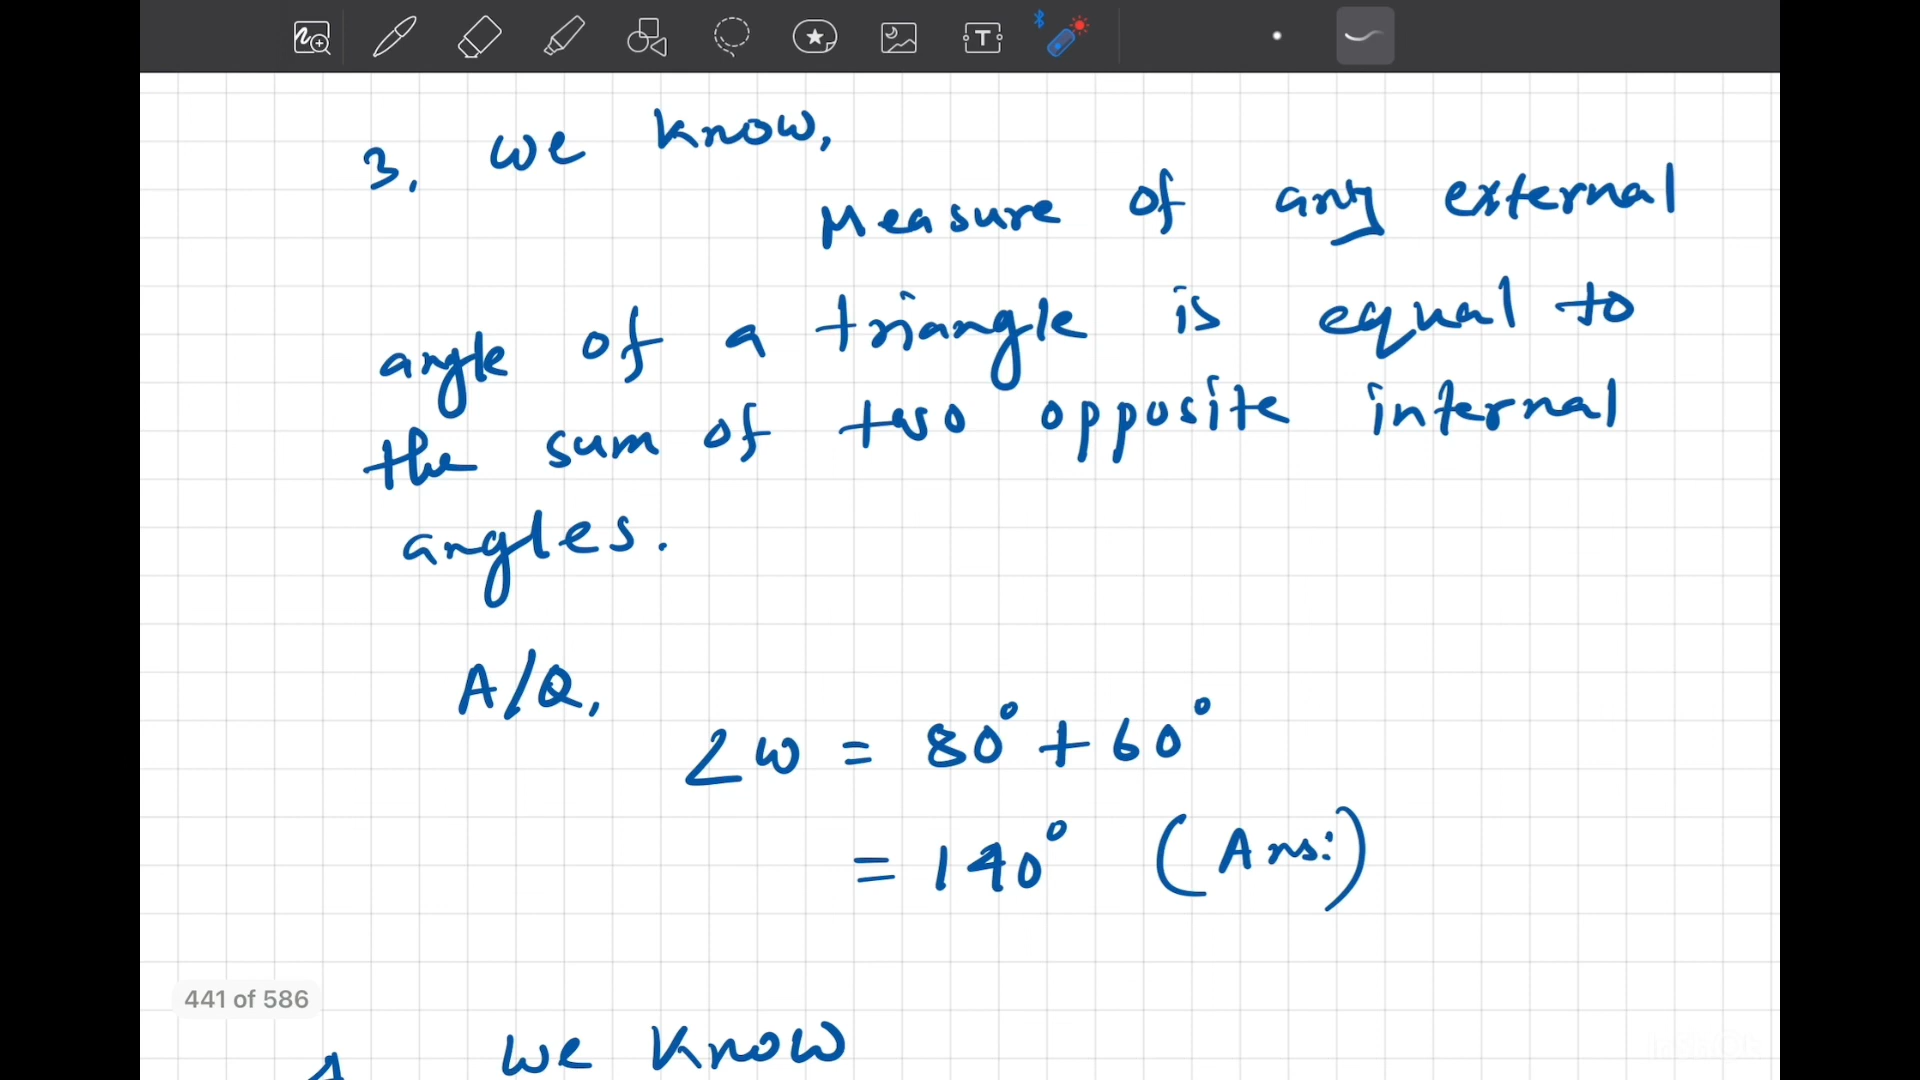 3. we know,
Measure of any external
angle of a triangle is equal to
the sum of two opposite internal
angles.
A/Q,
∠w = 80° + 60°
= 140° (Ans:)
441 of 586
we know